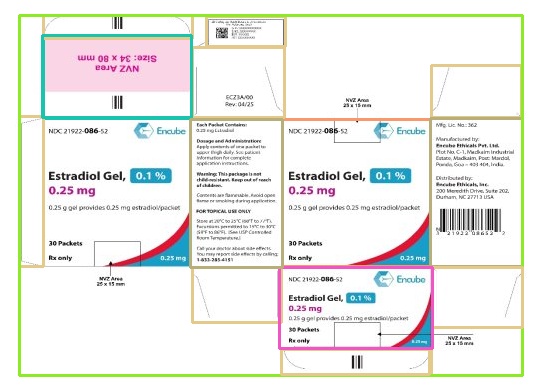 NVZ Area
Size: 34 x 80 mm
ECZ3A/00
Rev: 04/25
NVZ Area
25 x 15 mm
NDC 21922-086-52
Encube
Estradiol Gel, 0.1 %
0.25 mg
0.25 g gel provides 0.25 mg estradiol/packet
30 Packets
Rx only
0.25 mg
NVZ Area
25 x 15 mm
Each Packet Contains:
0.25 mg Estradiol
Dosage and Administration:
Apply contents of one packet to
upper thigh daily. See
information for complete
application instructions.
Warning: This package is not
child-resistant. Keep out of reach
of children.
Contents are flammable. Avoid open
flame or smoking during application.
FOR TOPICAL USE ONLY
Store at 20°C to 25°C (68°F to 77°F).
Excursions permitted to 15°C to 30°C
(59°F to 86°F). [See USP Controlled
Room Temperature.]
Call your doctor about side effects
You may report side effects by calling:
1-833-285-4151
NDC 21922-086-52
Encube
Estradiol Gel, 0.1 %
0.25 mg
0.25 g gel provides 0.25 mg estradiol/packet
30 Packets
Rx only
0.25 mg
Mfg. Lic. No.: 362
Manufactured by:
Encube Ethicals Pvt. Ltd.
Plot No. C-1, Madkaim Industrial
Estate, Madkaim, Post: Mardol,
Ponda, Goa – 403 404, India.
Distributed by:
Encube Ethicals, Inc.
200 Meredith Drive, Suite 202,
Durham, NC 27713 USA
21922 08652
NDC 21922-086-52
Encube
Estradiol Gel, 0.1 %
0.25 mg
0.25 g gel provides 0.25 mg estradiol/packet
30 Packets
Rx only
0.25 mg
NVZ Area
25 x 15 mm